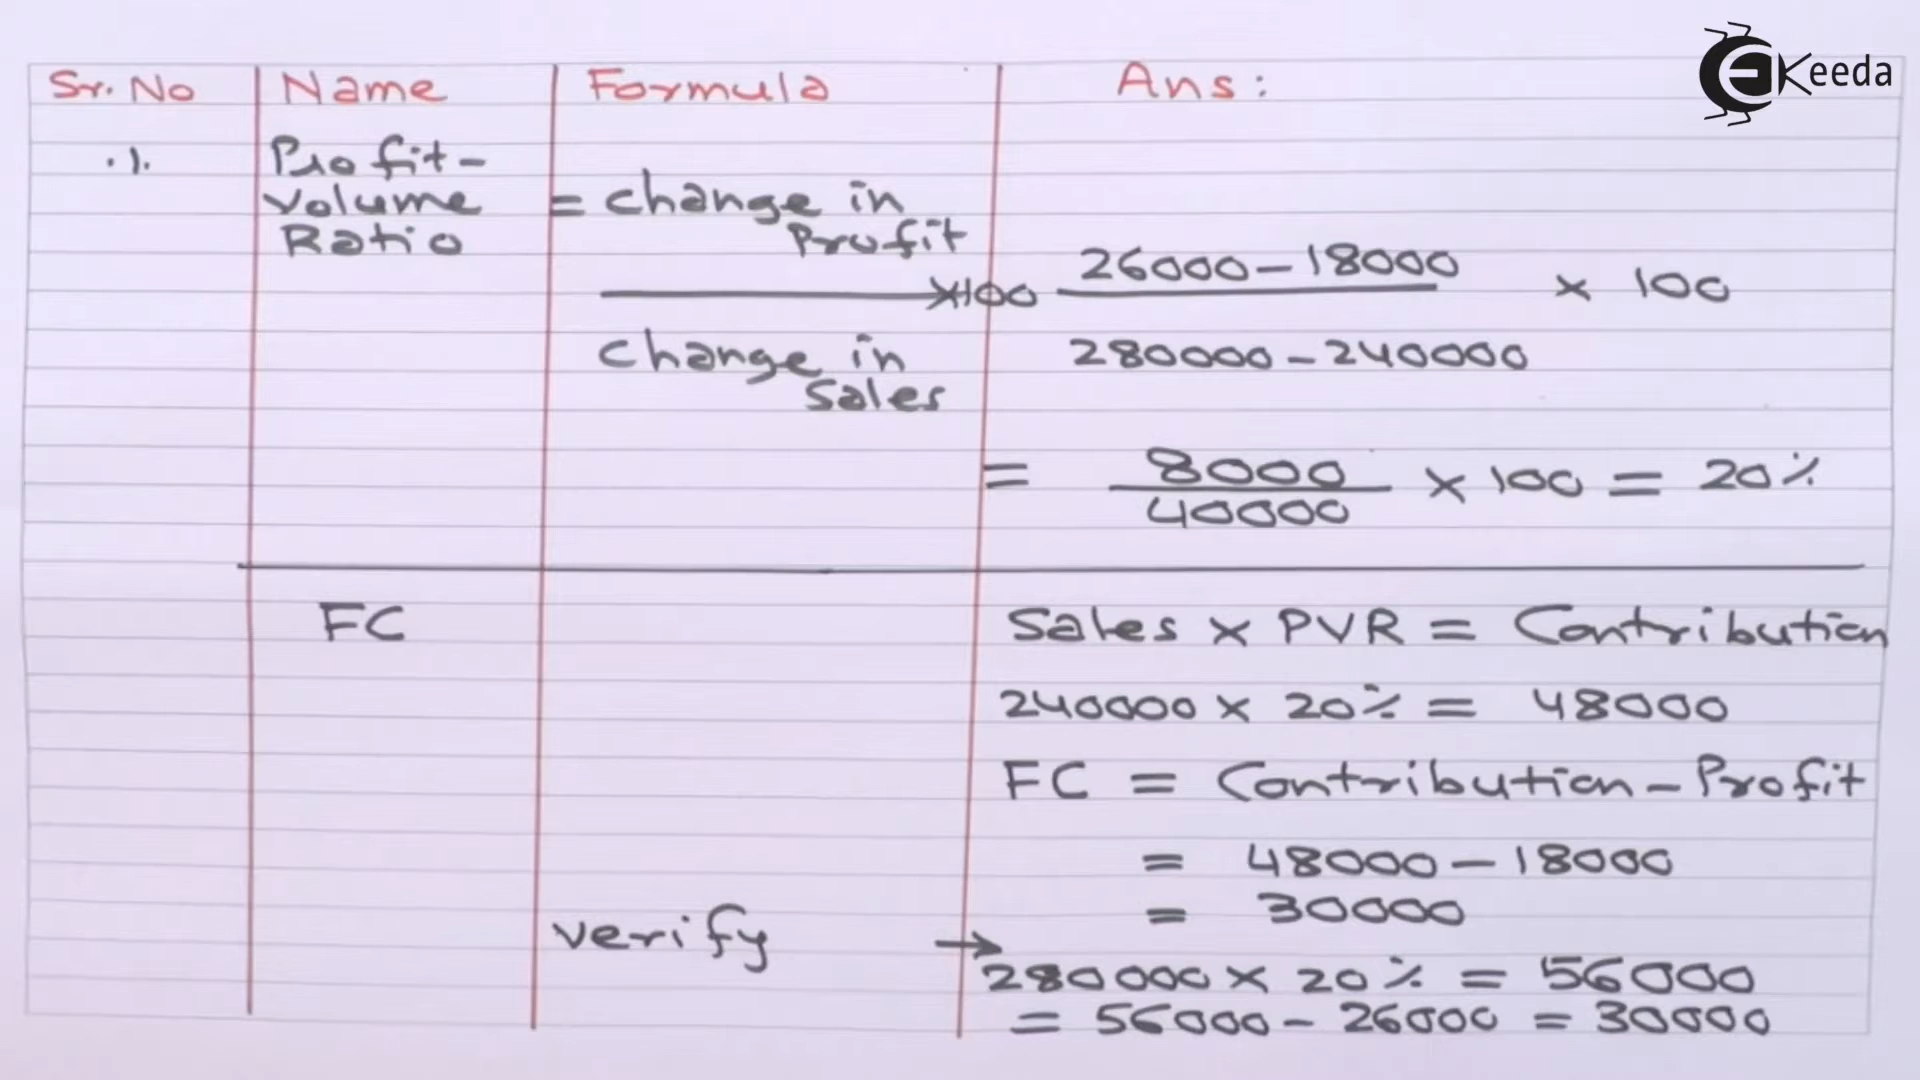 Sr. No Name Formula Ans:
Keeda
.1. Profit-
Volume
Ratio
= change in
Profit
x100
Change in
Sales
26000 - 18000 x 100
280000 - 240000
= 8000 x 100 = 20%
40000
FC
Sales x PVR = Contribution
240000 x 20% = 48000
FC = Contribution - Profit
= 48000 - 18000
= 30000
verify →
280000 x 20% = 56000
= 56000 - 26000 = 30000